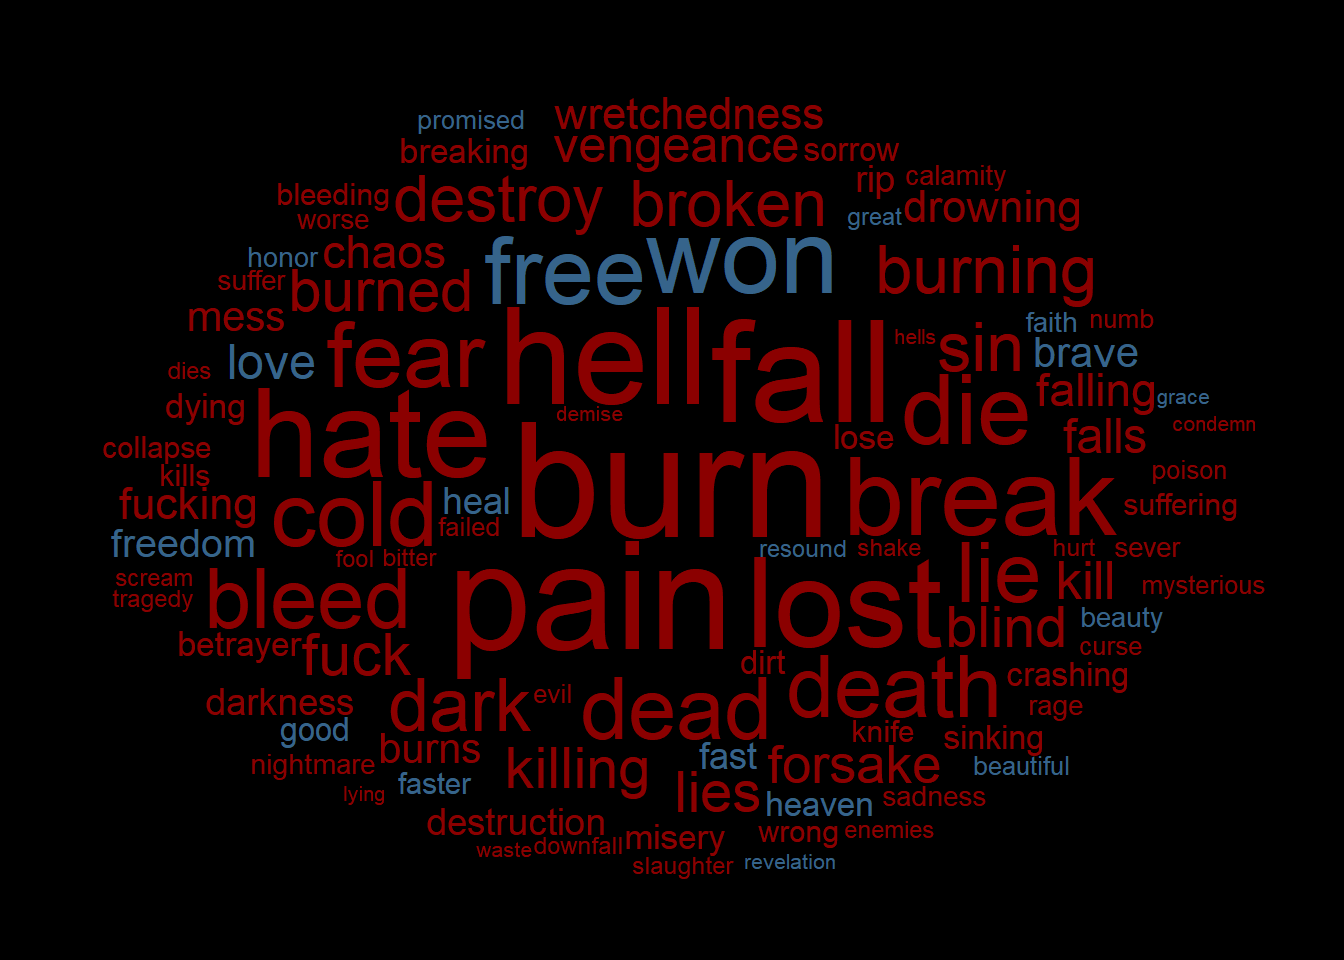 promised wretchedness
breaking vengeance sorrow
bleeding destroy broken rip calamity
worse great drowning
honor chaos free won burning
suffer burned
mess fear hell fall hells sin faith numb
love brave
dies hate demise die falling grace
dying lose falls condemn
collapse burn break
kills cold heal poison
fucking failed suffering
freedom fool bitter resound shake lie hurt sever
scream bleed pain lost kill mysterious
tragedy blind beauty
betrayer fuck dirt death curse
darkness dark evil dead crashing
good rage
nightmare burns killing fast forsake knife sinking
lying faster lies heaven sadness beautiful
destruction misery wrong enemies
waste downfall slaughter revelation